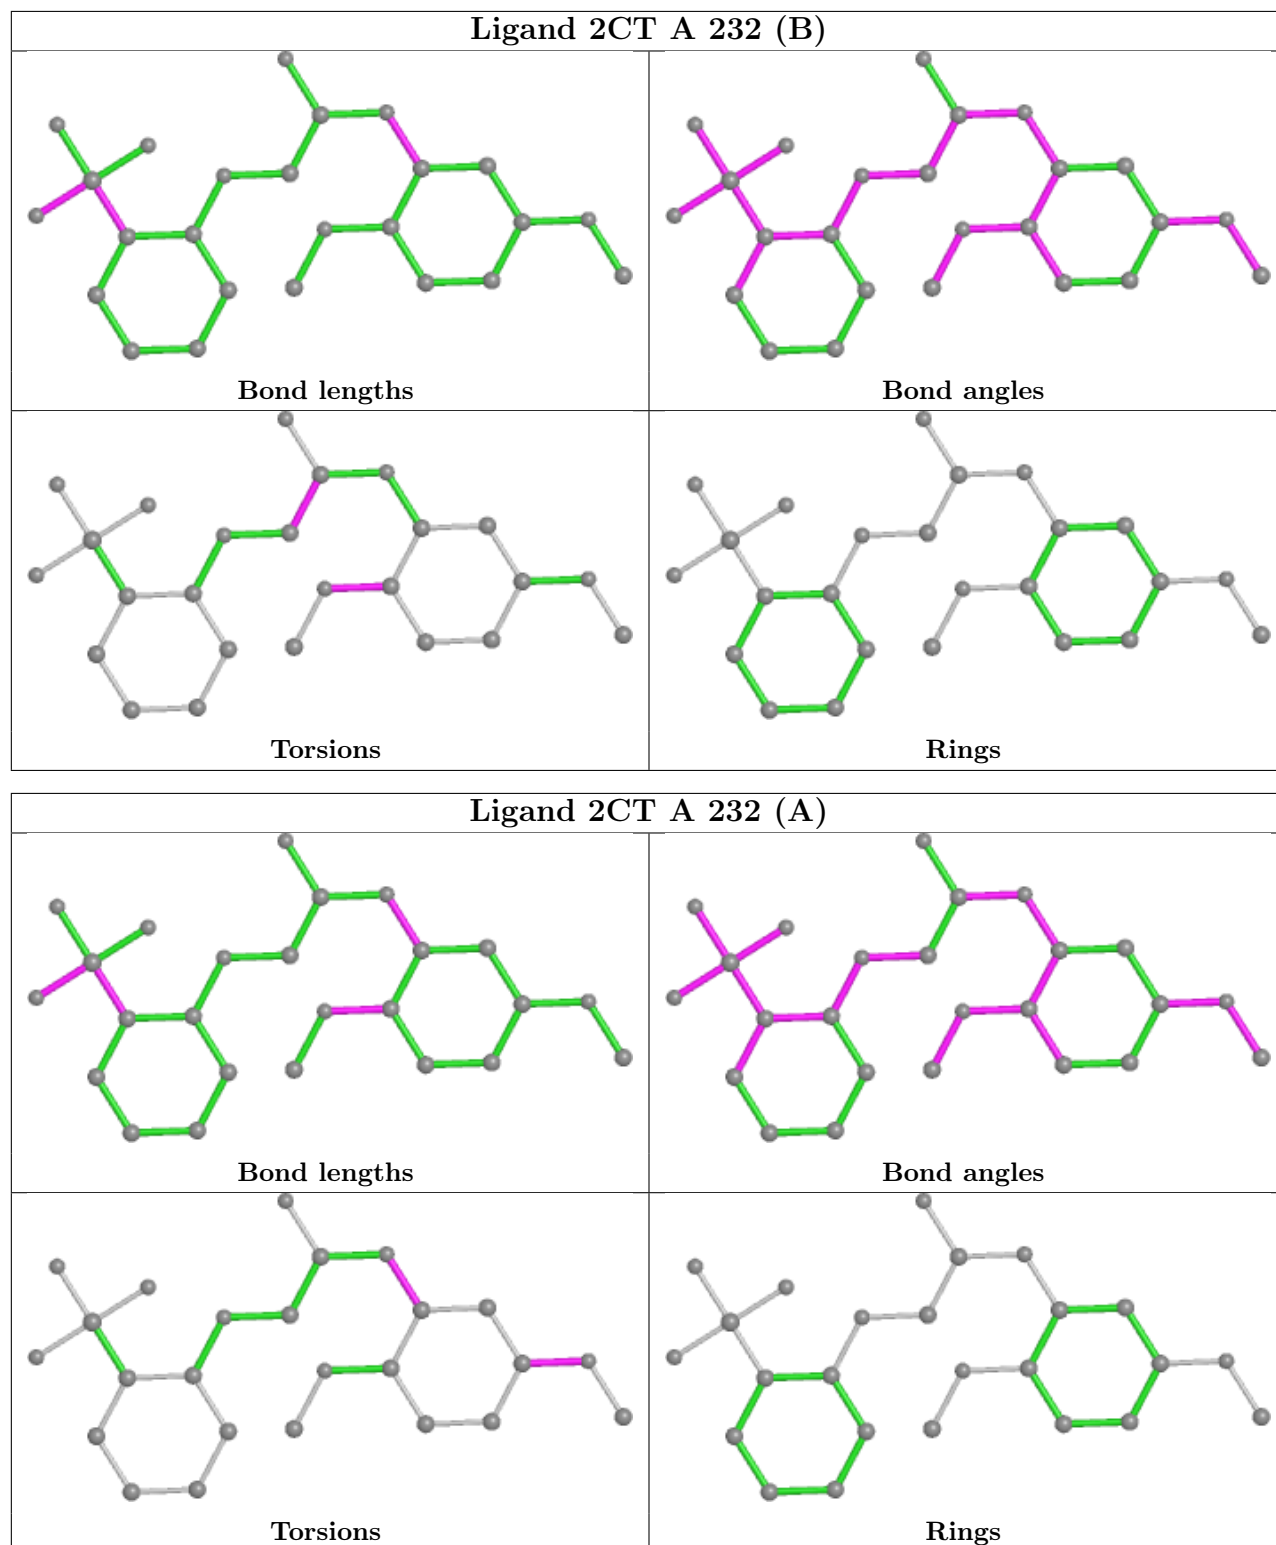 Ligand 2CT A 232 (B)
Bond lengths
Bond angles
Torsions
Rings
Ligand 2CT A 232 (A)
Bond lengths
Bond angles
Torsions
Rings